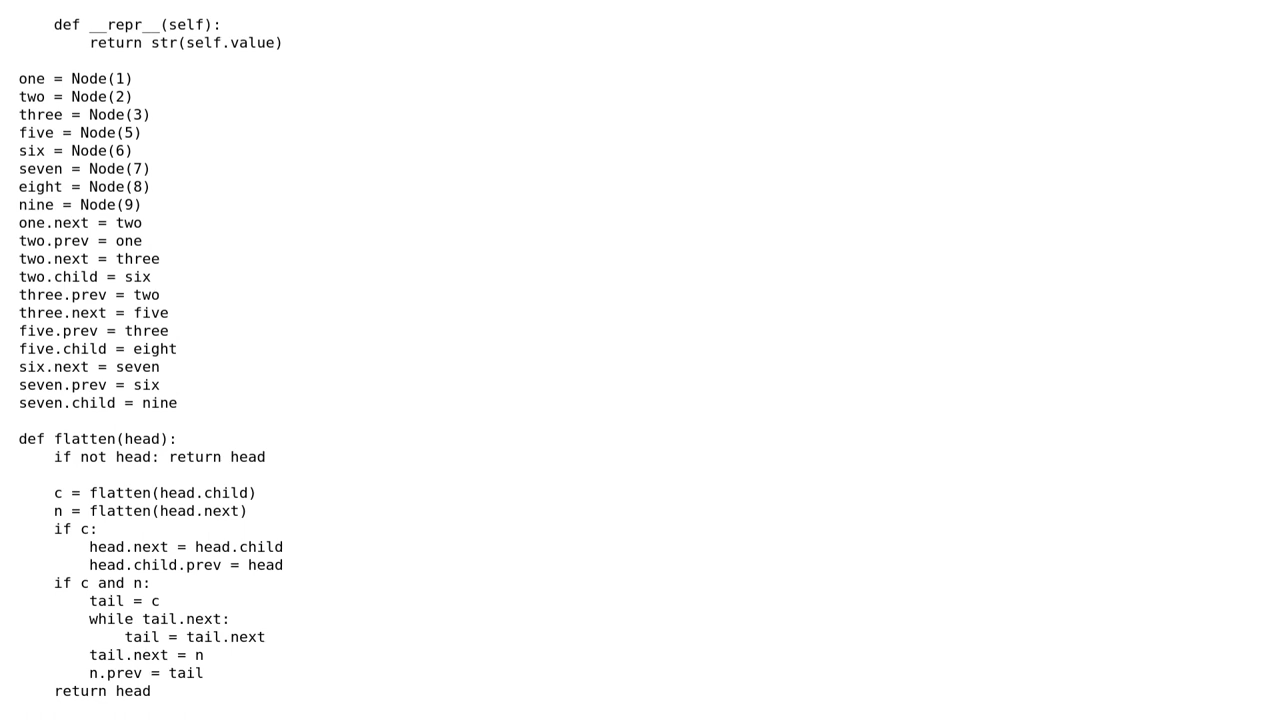 def __repr__(self):
        return str(self.value)

one = Node(1)
two = Node(2)
three = Node(3)
five = Node(5)
six = Node(6)
seven = Node(7)
eight = Node(8)
nine = Node(9)
one.next = two
two.prev = one
two.next = three
two.child = six
three.prev = two
three.next = five
five.prev = three
five.child = eight
six.next = seven
seven.prev = six
seven.child = nine

def flatten(head):
    if not head: return head

    c = flatten(head.child)
    n = flatten(head.next)
    if c:
        head.next = head.child
        head.child.prev = head
    if c and n:
        tail = c
        while tail.next:
            tail = tail.next
        tail.next = n
        n.prev = tail
    return head